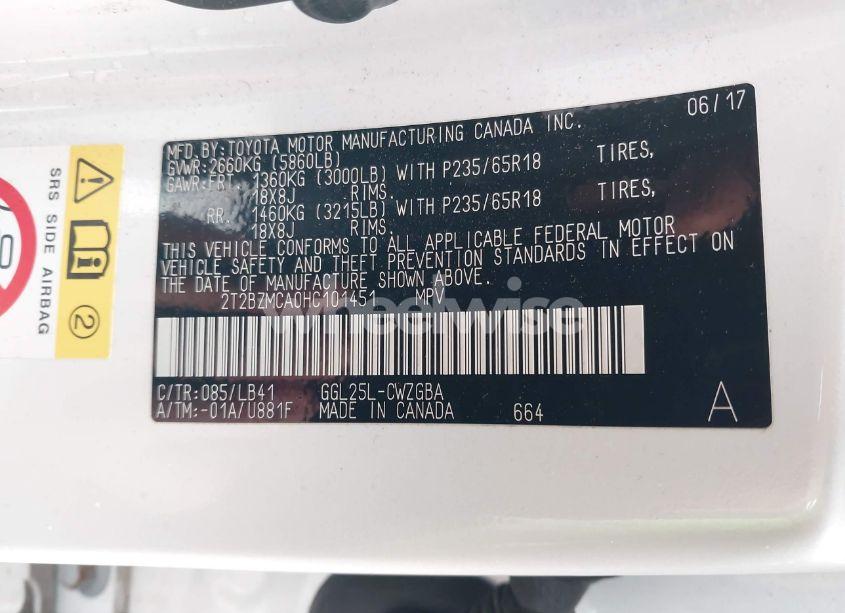 06/17
MFD.BY:TOYOTA MOTOR MANUFACTURING CANADA INC.
GVWR:2660KG (5860LB)
GAWR:FRT. 1360KG (3000LB) WITH P235/65R18 TIRES,
18X8J RIMS.
RR. 1460KG (3215LB) WITH P235/65R18 TIRES,
18X8J RIMS.
THIS VEHICLE CONFORMS TO ALL APPLICABLE FEDERAL MOTOR
VEHICLE SAFETY AND THEFT PREVENTION STANDARDS IN EFFECT ON
THE DATE OF MANUFACTURE SHOWN ABOVE.
2T2BZMCA0HC101451 MPV
wheelwise
C/TR:085/LB41 GGL25L-CWZGBA
A/TM:-01A/U881F MADE IN CANADA 664 A
SRS SIDE AIRBAG
2